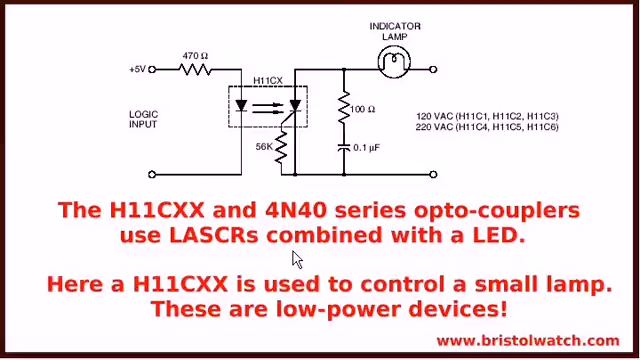 INDICATOR
LAMP
470 Ω
+5V
H11CX
LOGIC
INPUT
100 Ω
56K
0.1 µF
120 VAC (H11C1, H11C2, H11C3)
220 VAC (H11C4, H11C5, H11C6)
The H11CXX and 4N40 series opto-couplers
use LASCRs combined with a LED.
Here a H11CXX is used to control a small lamp.
These are low-power devices!
www.bristolwatch.com